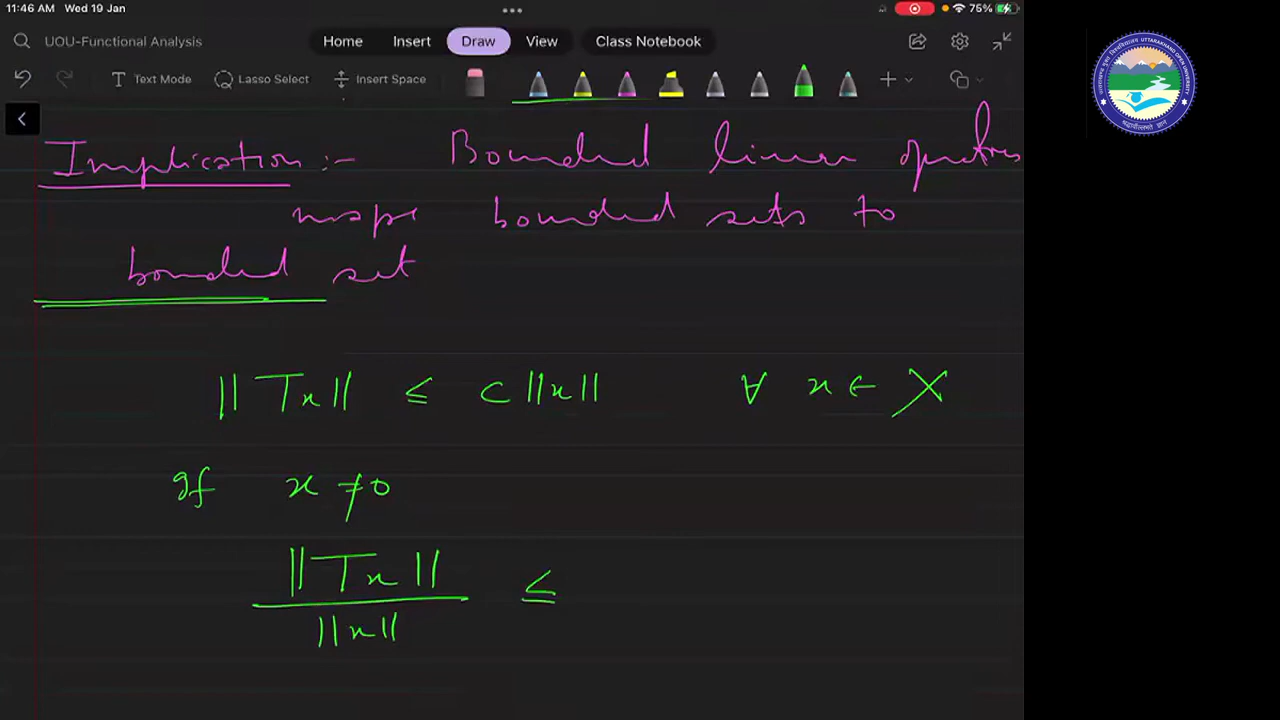 11:46 AM Wed 19 Jan
75%
UOU-Functional Analysis
Home Insert Draw View Class Notebook
Text Mode Lasso Select Insert Space
Implication :- Bounded linear operators
maps bounded sets to
bounded set
||Tx|| ≤ c||x|| ∀ x ∈ X
If x ≠ 0
||Tx|| / ||x|| ≤